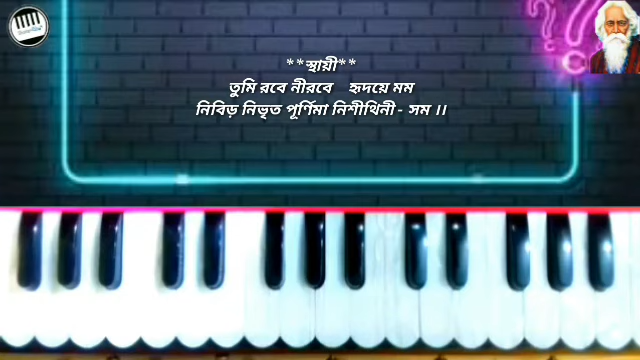 **স্থায়ী**
তুমি রবে নীরবে হৃদয়ে মম
নিবিড় নিভৃত পূর্ণিমা নিশীথিনী - সম ।।